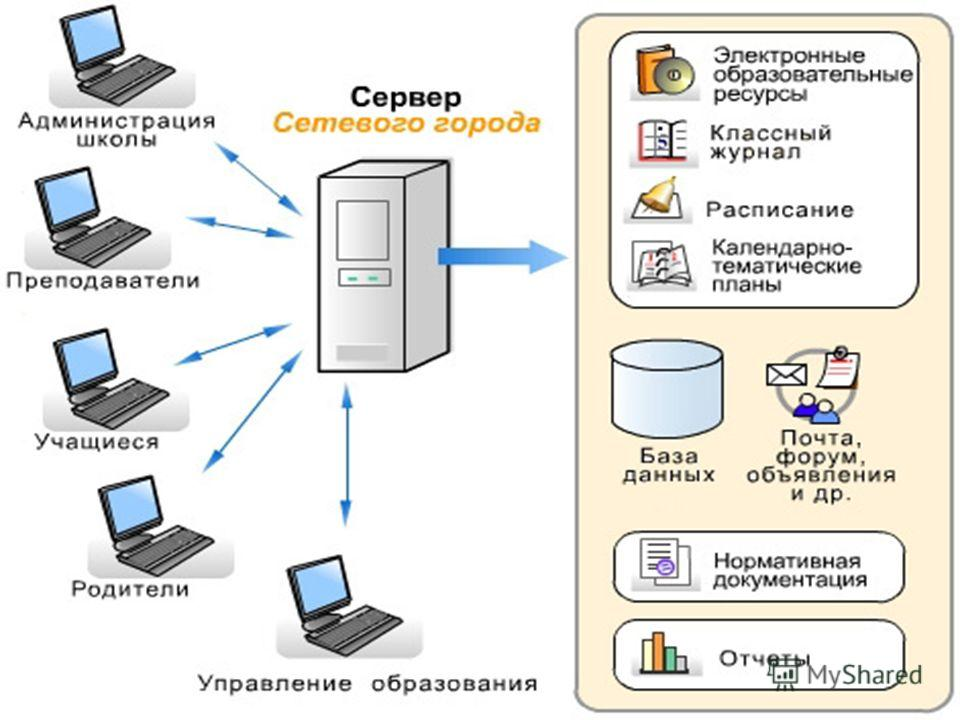 Администрация
школы
Преподаватели
Учащиеся
Родители
Управление образования
Сервер
Сетевого города
Электронные
образовательные
ресурсы
Классный
журнал
Расписание
Календарно-
тематические
планы
База
данных
Почта,
форум,
объявления
и др.
Нормативная
документация
Отчеты
MyShared